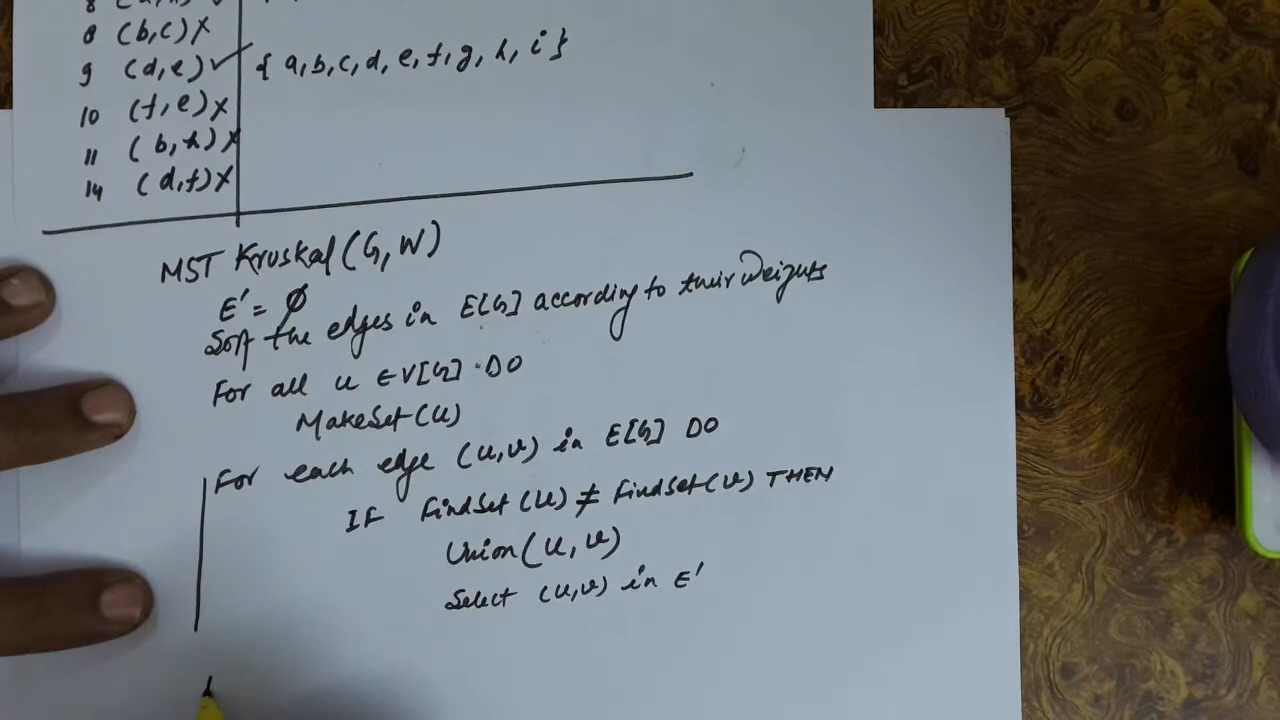 8
8 (b,c) x
9 (d,e) ✓ { a, b, c, d, e, f, g, h, i }
10 (f,e) x
11 (b,h) x
14 (d,f) x
MST Kruskal (G, W)
E' = ∅
Sort the edges in E[G] according to their weights
For all u ∈ V[G] · DO
MakeSet (u)
For each edge (u,v) in E[G] DO
IF FindSet (u) ≠ FindSet (v) THEN
Union (u, v)
Select (u,v) in E'